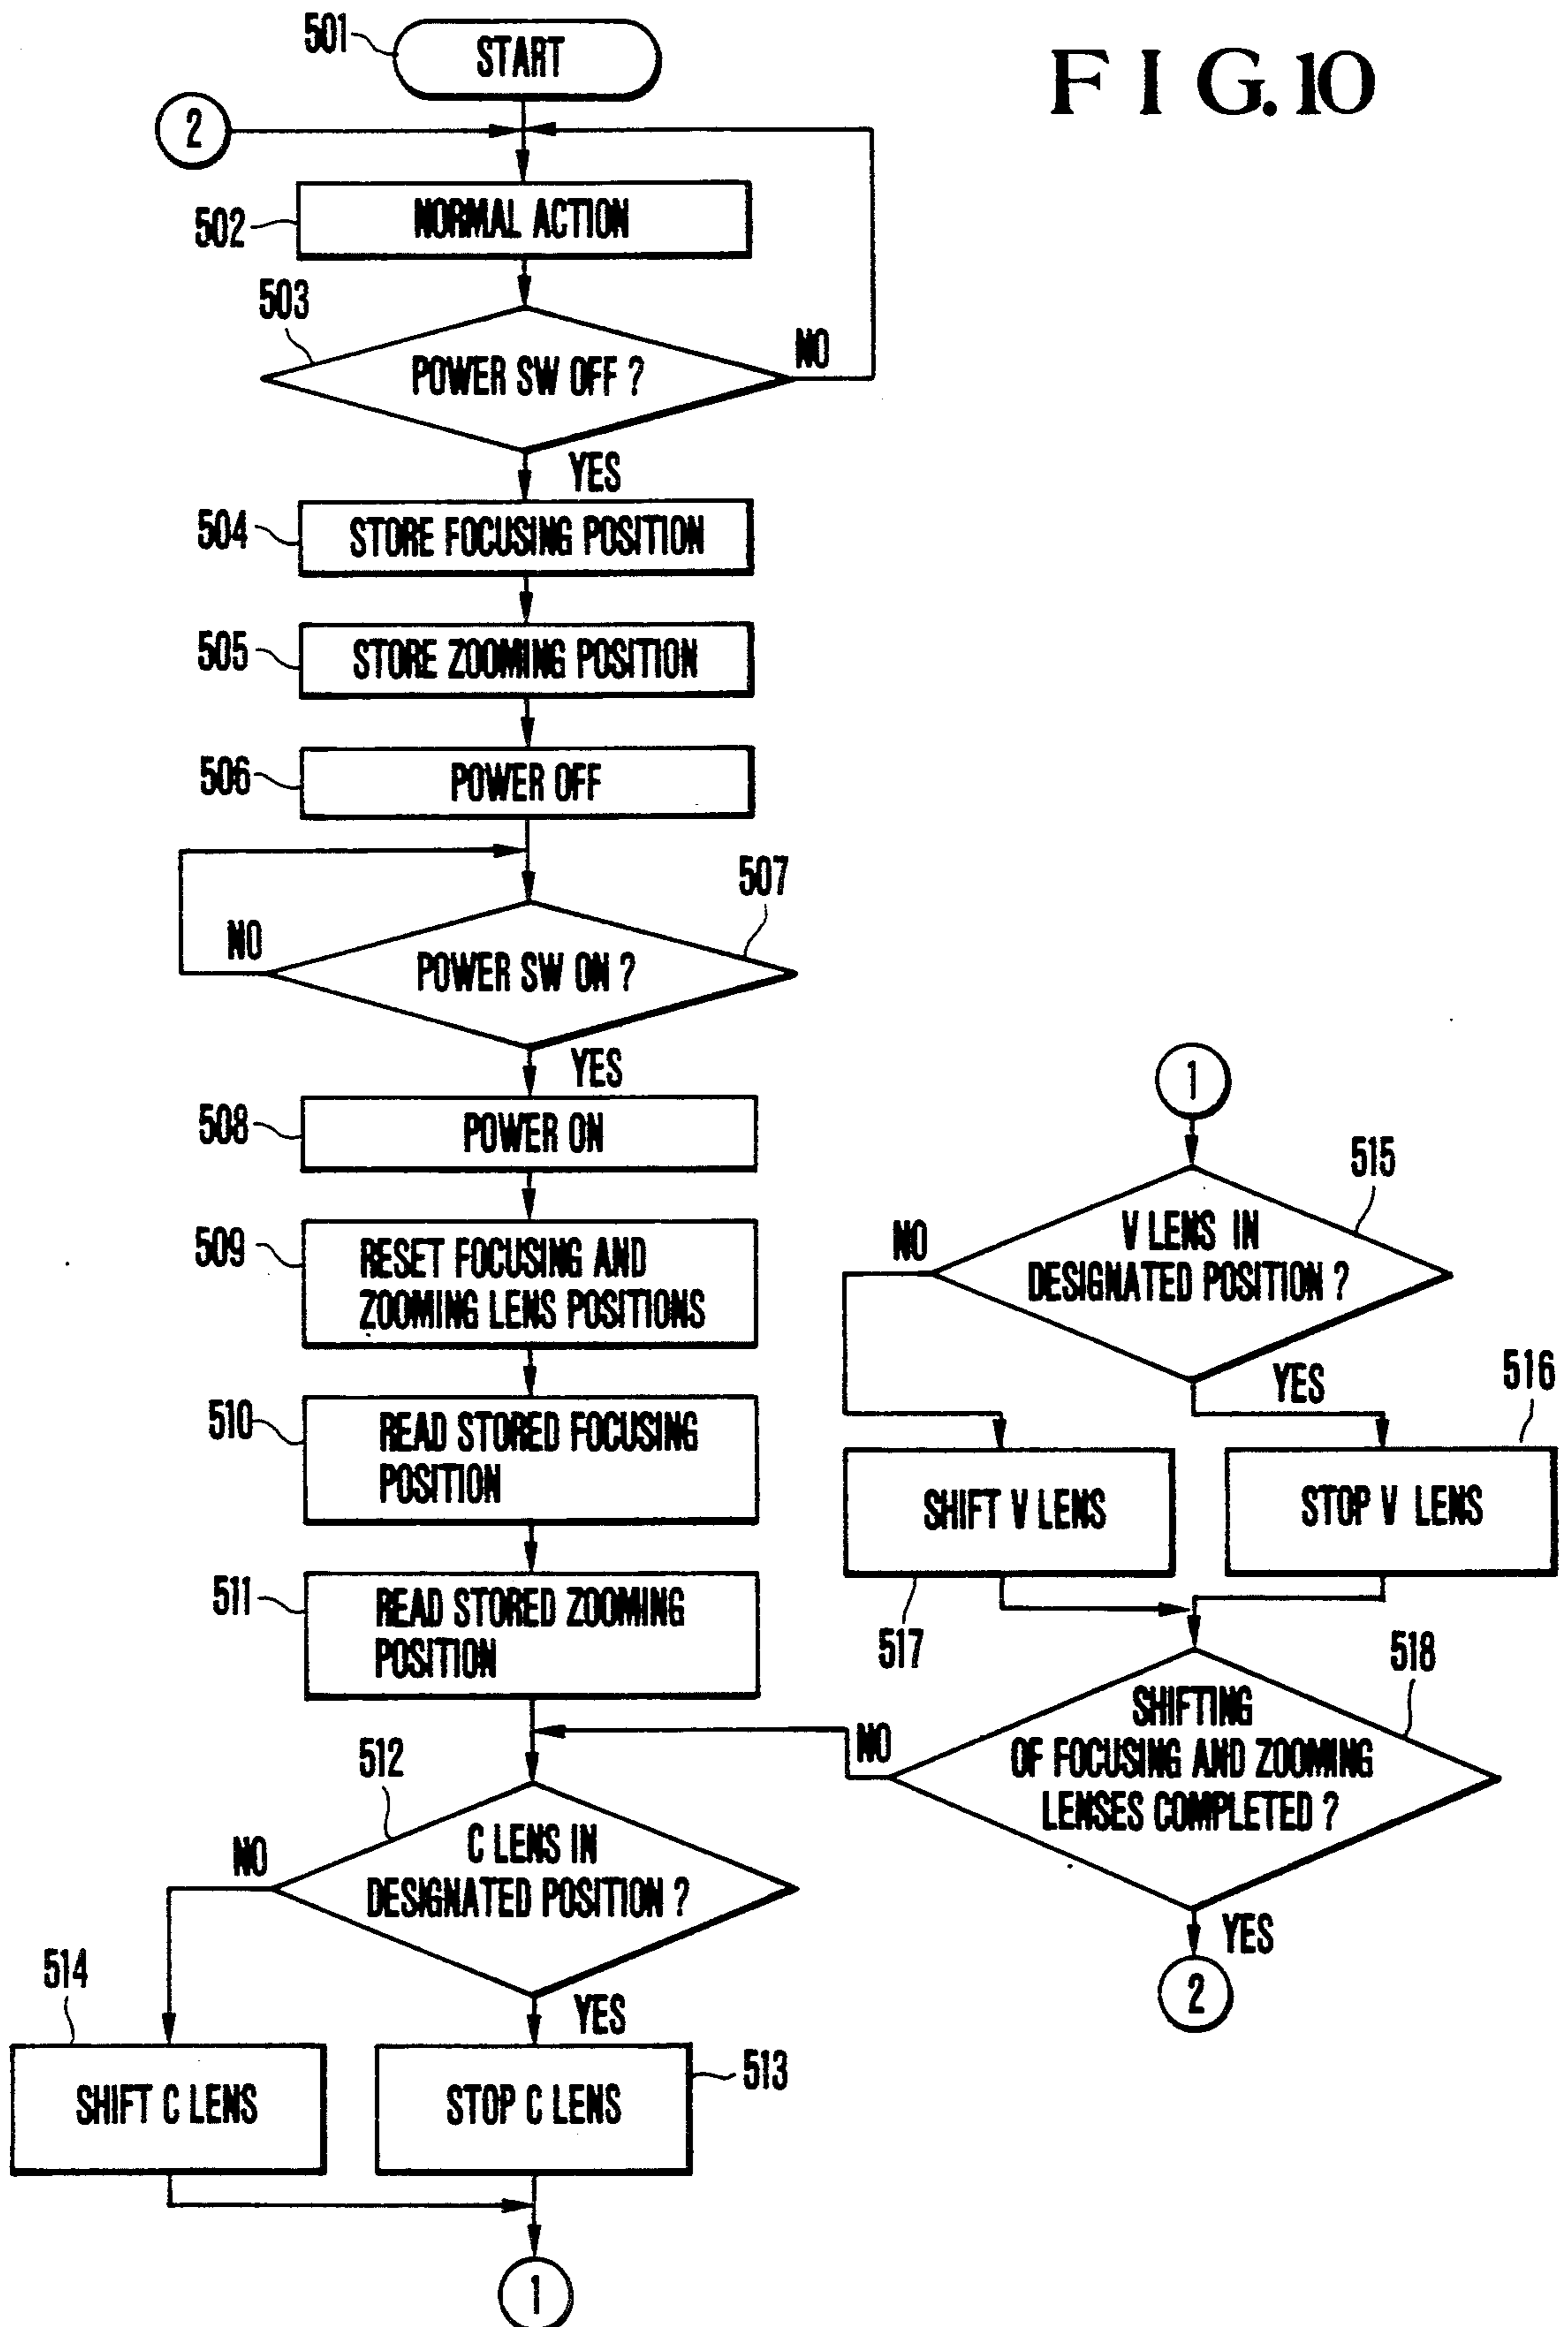 FIG.10
501
START
2
502
NORMAL ACTION
503
POWER SW OFF ?
NO
YES
504
STORE FOCUSING POSITION
505
STORE ZOOMING POSITION
506
POWER OFF
507
NO
POWER SW ON ?
YES
508
POWER ON
509
RESET FOCUSING AND
ZOOMING LENS POSITIONS
510
READ STORED FOCUSING
POSITION
511
READ STORED ZOOMING
POSITION
512
NO
C LENS IN
DESIGNATED POSITION ?
YES
514
SHIFT C LENS
STOP C LENS
513
1
1
515
NO
V LENS IN
DESIGNATED POSITION ?
YES
516
SHIFT V LENS
STOP V LENS
517
518
SHIFTING
OF FOCUSING AND ZOOMING
LENSES COMPLETED ?
NO
YES
2